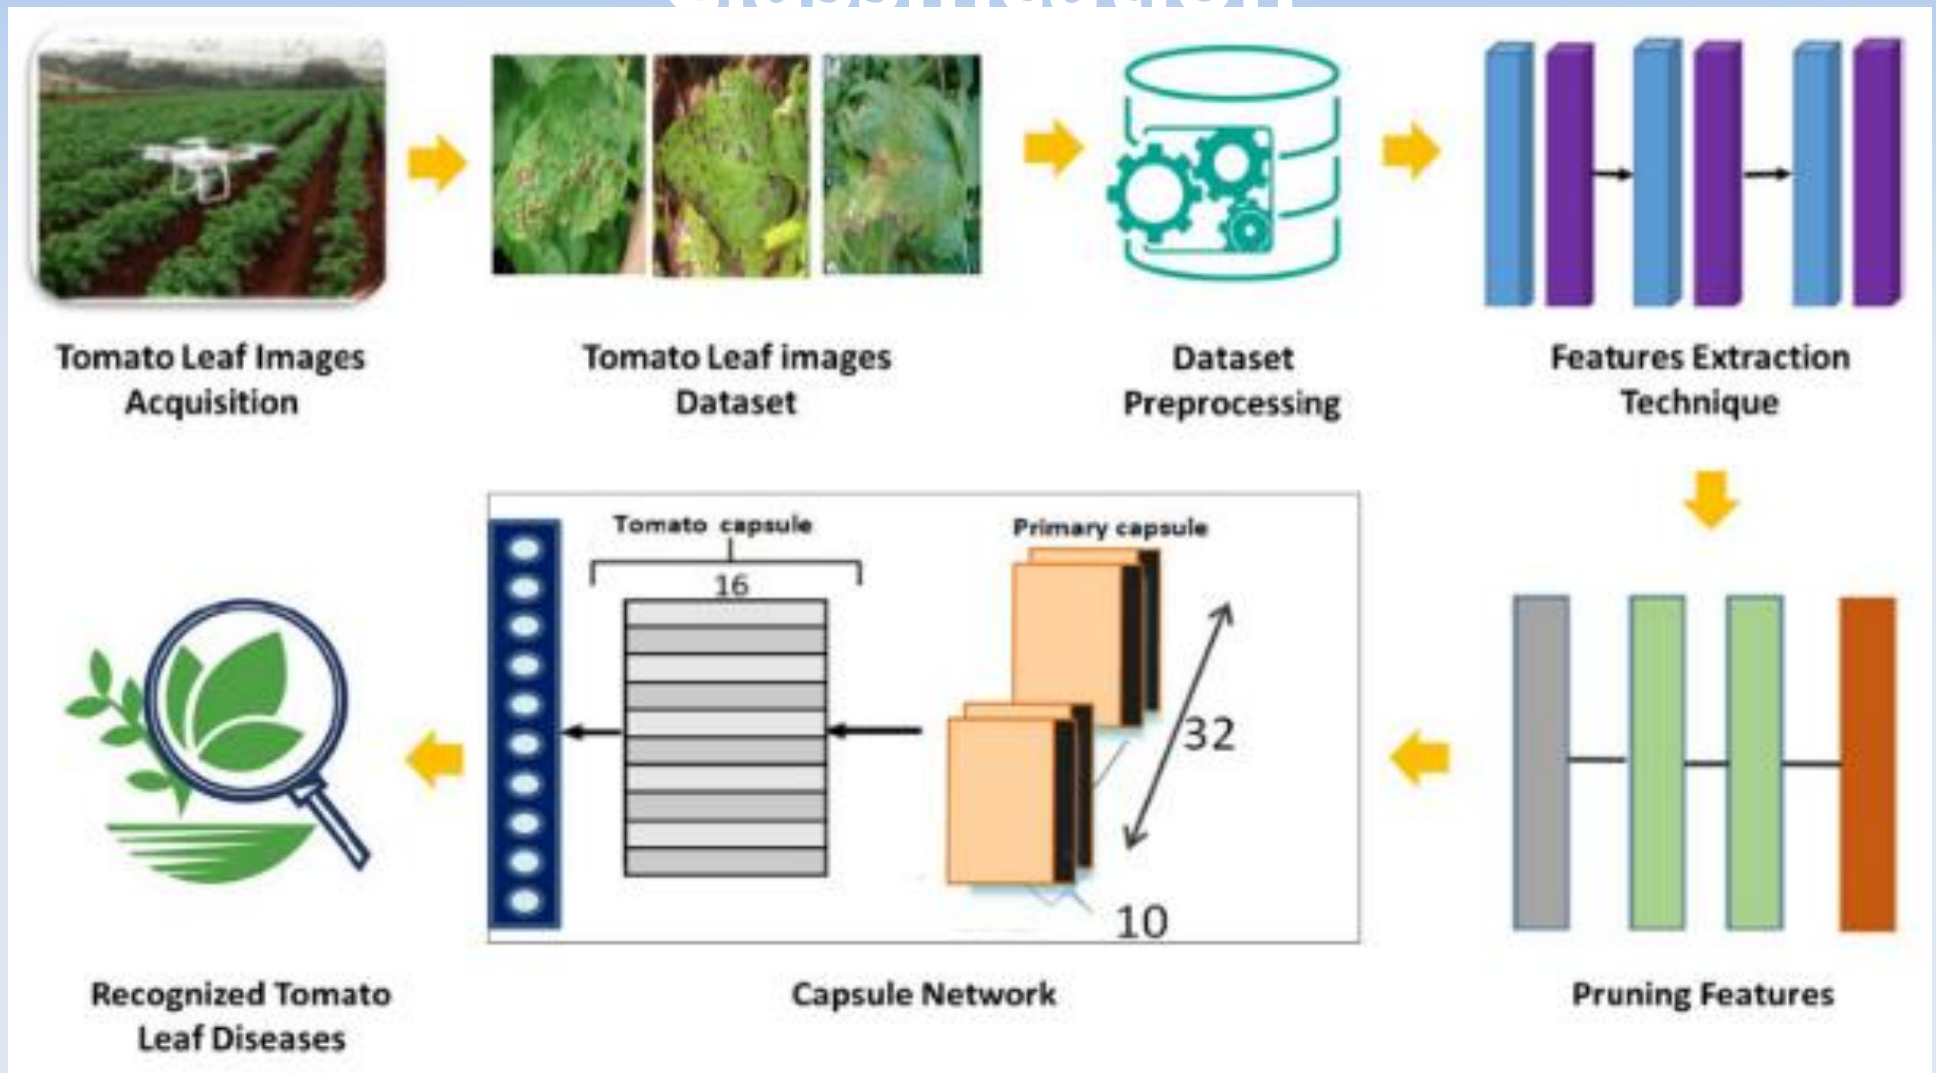 Classification
Tomato Leaf Images
Acquisition
Tomato Leaf images
Dataset
Dataset
Preprocessing
Features Extraction
Technique
Tomato capsule
16
Primary capsule
32
10
Recognized Tomato
Leaf Diseases
Capsule Network
Pruning Features